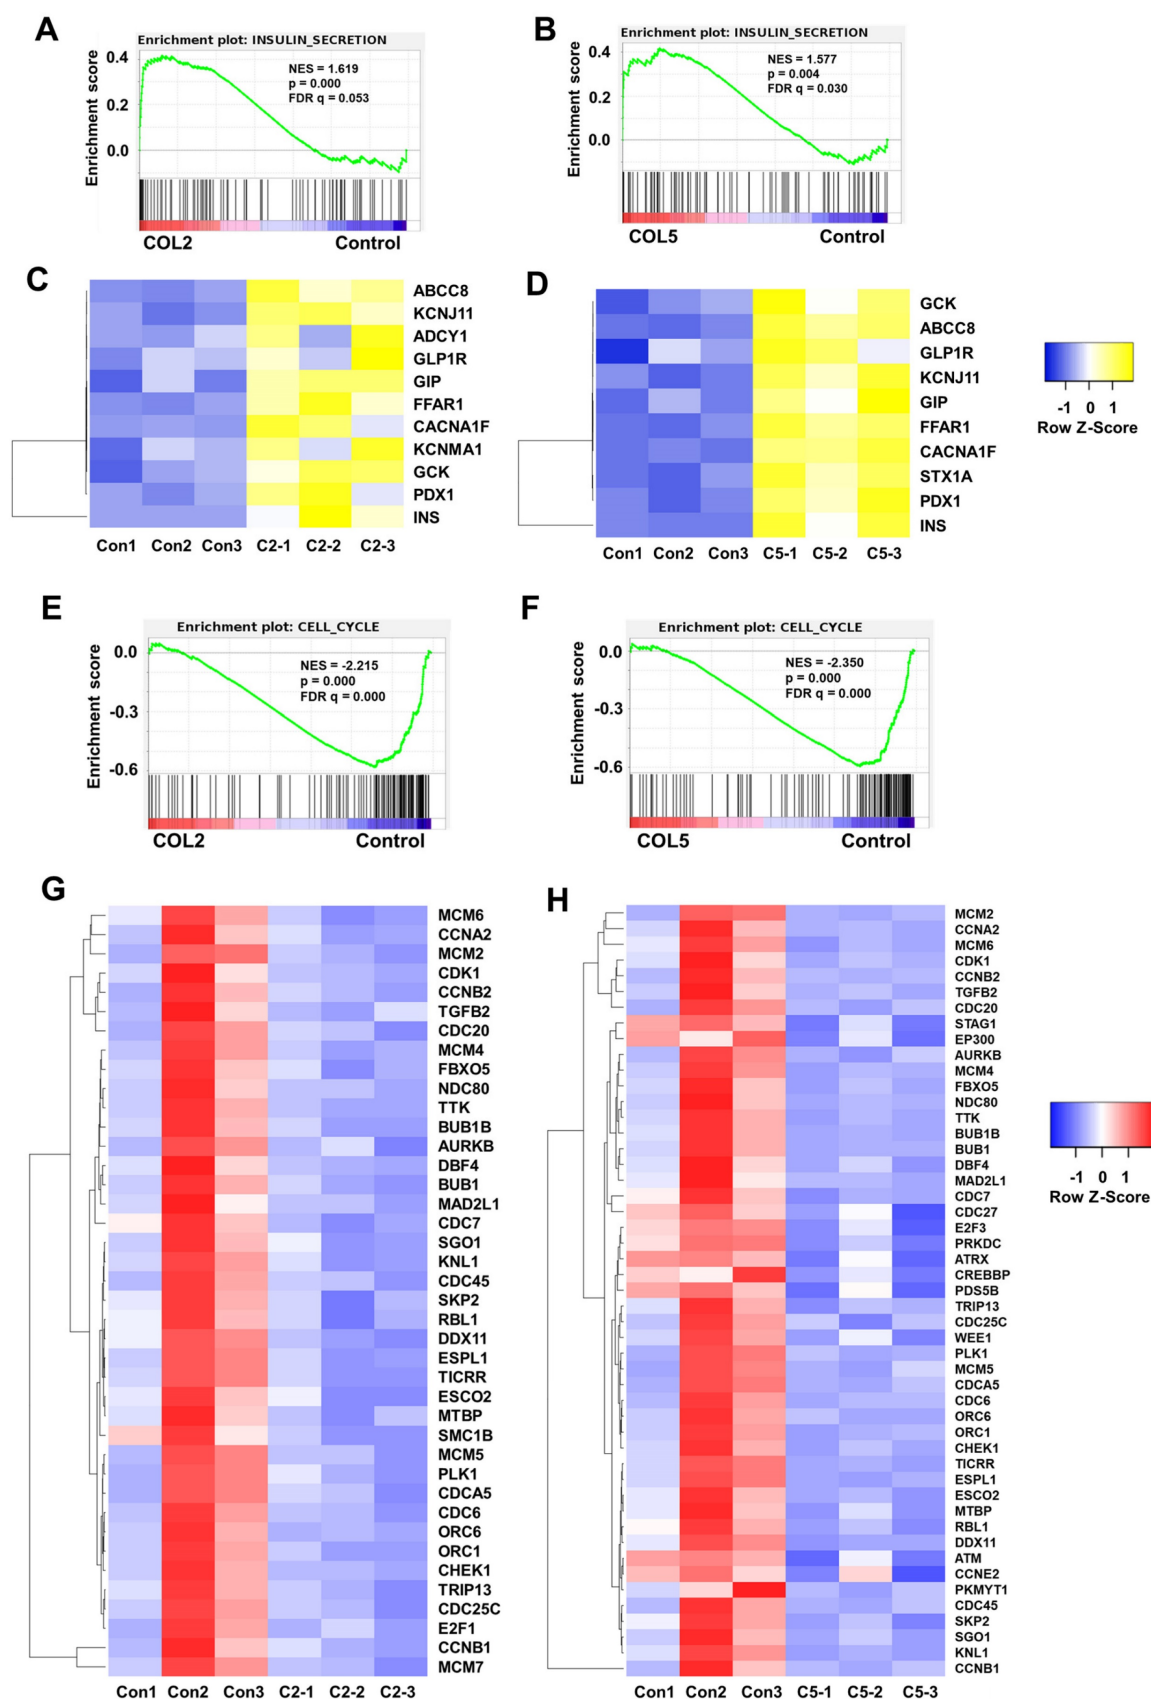 A
Enrichment plot: INSULIN_SECRETION
NES = 1.619
p = 0.000
FDR q = 0.053
0.4
0.2
0.0
Enrichment score
COL2 Control
B
Enrichment plot: INSULIN_SECRETION
NES = 1.577
p = 0.004
FDR q = 0.030
0.4
0.2
0.0
Enrichment score
COL5 Control
C
ABCC8
KCNJ11
ADCY1
GLP1R
GIP
FFAR1
CACNA1F
KCNMA1
GCK
PDX1
INS
Con1 Con2 Con3 C2-1 C2-2 C2-3
D
GCK
ABCC8
GLP1R
KCNJ11
GIP
FFAR1
CACNA1F
STX1A
PDX1
INS
Con1 Con2 Con3 C5-1 C5-2 C5-3
-1 0 1
Row Z-Score
E
Enrichment plot: CELL_CYCLE
NES = -2.215
p = 0.000
FDR q = 0.000
0.0
-0.3
-0.6
Enrichment score
COL2 Control
F
Enrichment plot: CELL_CYCLE
NES = -2.350
p = 0.000
FDR q = 0.000
0.0
-0.3
-0.6
Enrichment score
COL5 Control
G
MCM6
CCNA2
MCM2
CDK1
CCNB2
TGFB2
CDC20
MCM4
FBXO5
NDC80
TTK
BUB1B
AURKB
DBF4
BUB1
MAD2L1
CDC7
SGO1
KNL1
CDC45
SKP2
RBL1
DDX11
ESPL1
TICRR
ESCO2
MTBP
SMC1B
MCM5
PLK1
CDCA5
CDC6
ORC6
ORC1
CHEK1
TRIP13
CDC25C
E2F1
CCNB1
MCM7
Con1 Con2 Con3 C2-1 C2-2 C2-3
H
MCM2
CCNA2
MCM6
CDK1
CCNB2
TGFB2
CDC20
STAG1
EP300
AURKB
MCM4
FBXO5
NDC80
TTK
BUB1B
BUB1
DBF4
MAD2L1
CDC7
CDC27
E2F3
PRKDC
ATRX
CREBBP
PDS5B
TRIP13
CDC25C
WEE1
PLK1
MCM5
CDCA5
CDC6
ORC6
ORC1
CHEK1
TICRR
ESPL1
ESCO2
MTBP
RBL1
DDX11
ATM
CCNE2
PKMYT1
CDC45
SKP2
SGO1
KNL1
CCNB1
Con1 Con2 Con3 C5-1 C5-2 C5-3
-1 0 1
Row Z-Score